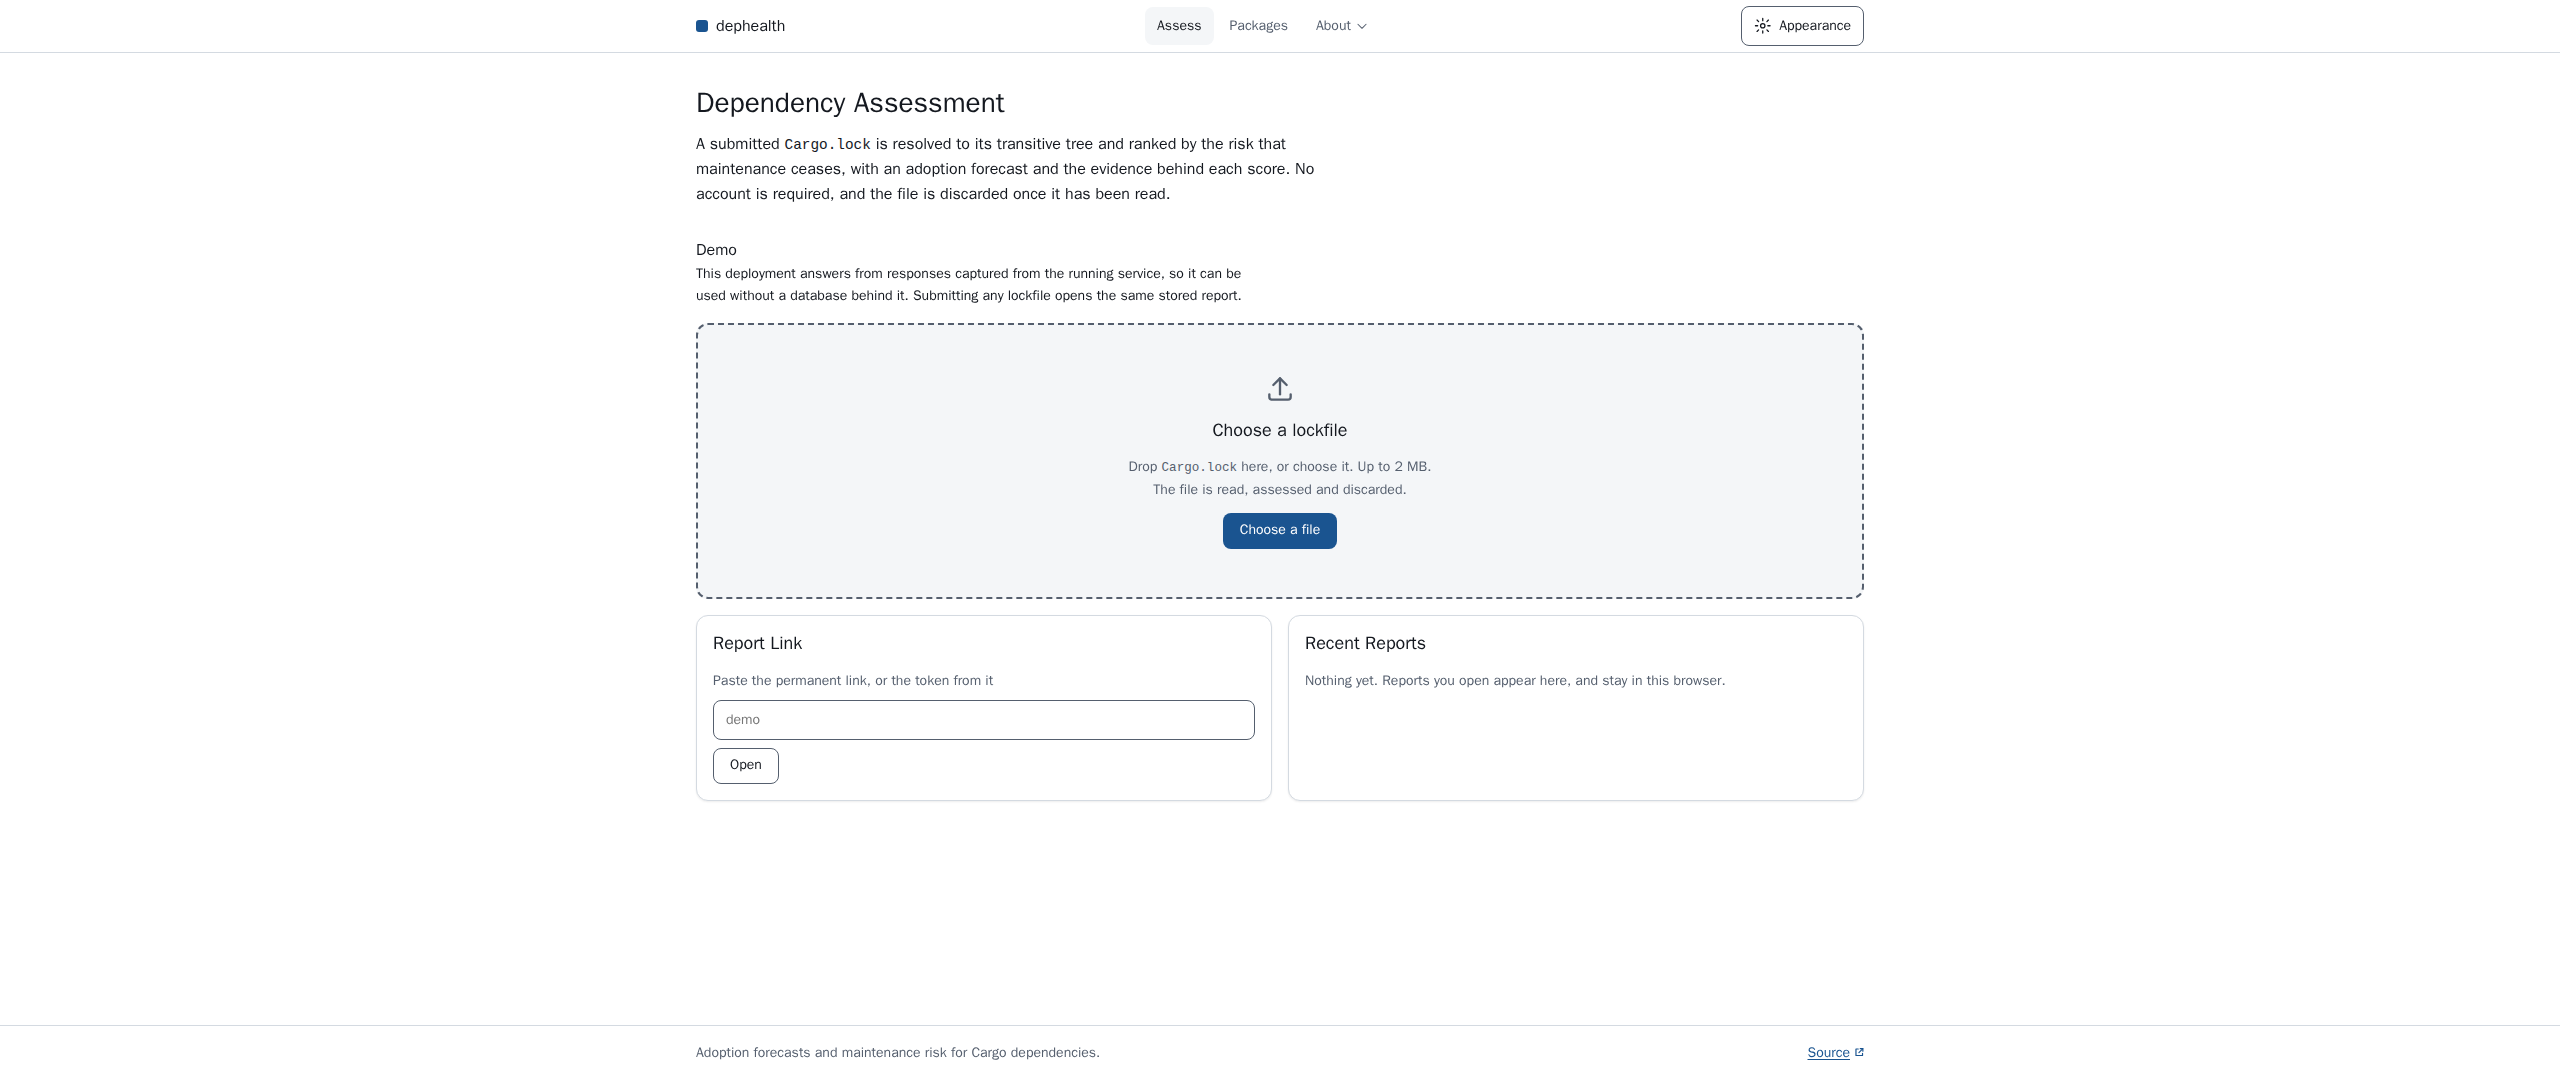 dephealth
Assess
Packages
About
Appearance
Dependency Assessment
A submitted Cargo.lock is resolved to its transitive tree and ranked by the risk that
maintenance ceases, with an adoption forecast and the evidence behind each score. No
account is required, and the file is discarded once it has been read.
Demo
This deployment answers from responses captured from the running service, so it can be
used without a database behind it. Submitting any lockfile opens the same stored report.
Choose a lockfile
Drop Cargo.lock here, or choose it. Up to 2 MB.
The file is read, assessed and discarded.
Choose a file
Report Link
Paste the permanent link, or the token from it
demo
Open
Recent Reports
Nothing yet. Reports you open appear here, and stay in this browser.
Adoption forecasts and maintenance risk for Cargo dependencies.
Source